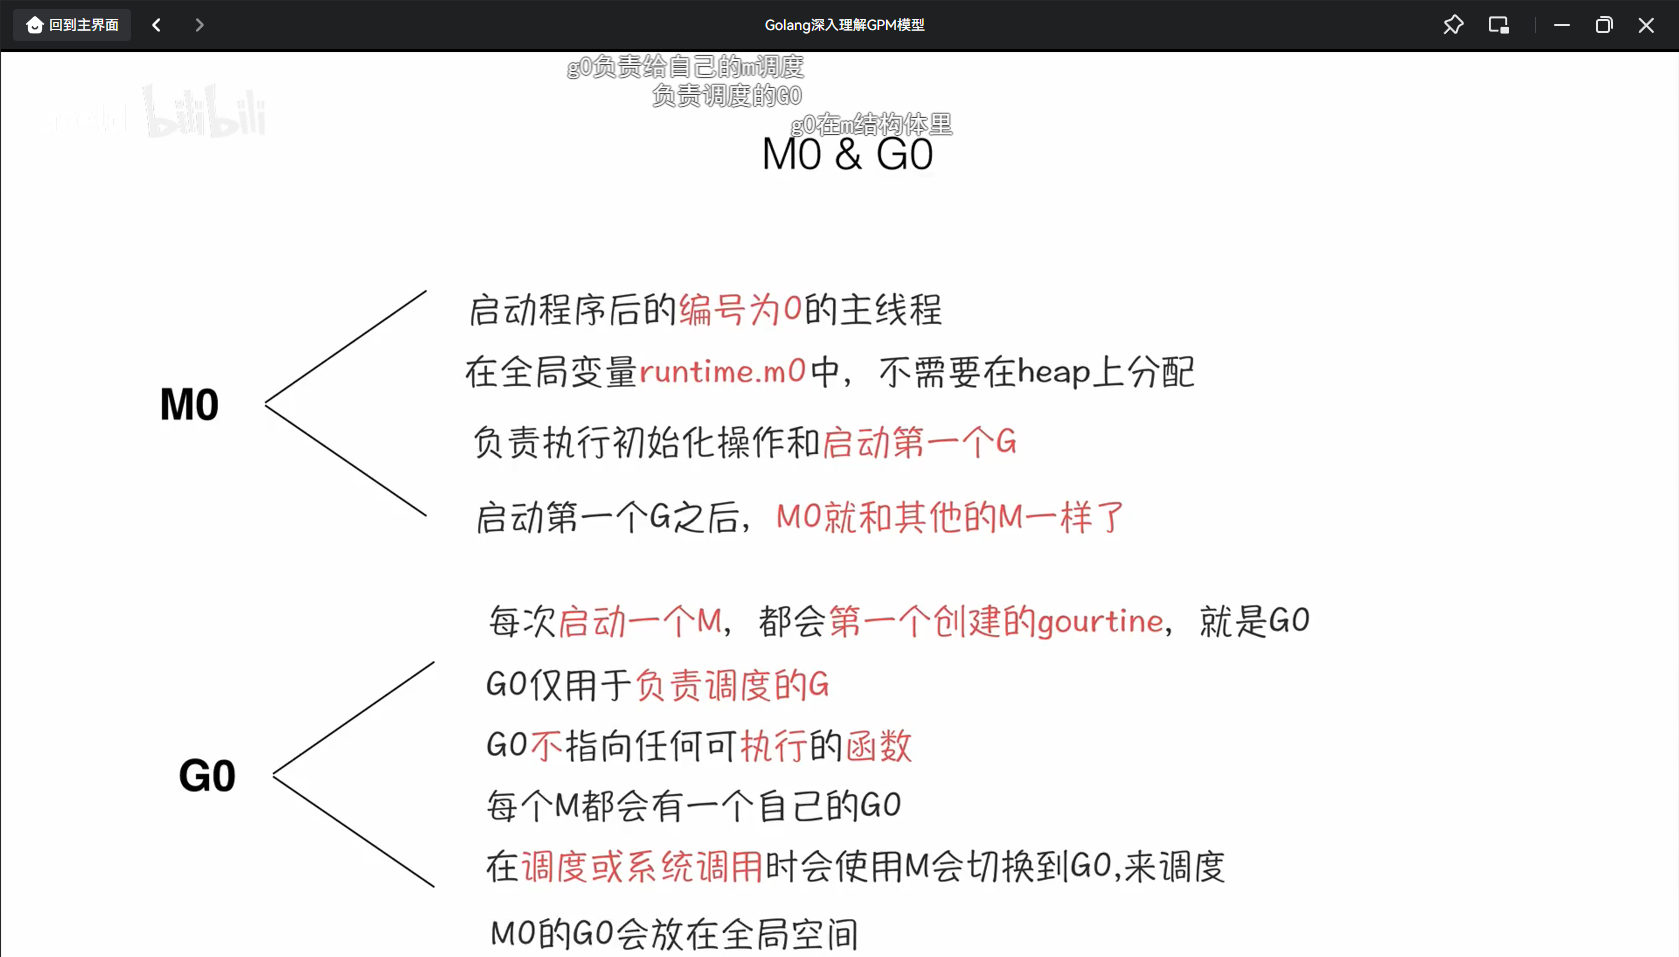 回到主界面
Golang深入理解GPM模型
g0负责给自己的m调度
负责调度的G0
bilibili
g0在m结构体里
M0 & G0
启动程序后的编号为0的主线程
在全局变量runtime.m0中，不需要在heap上分配
M0
负责执行初始化操作和启动第一个G
启动第一个G之后，M0就和其他的M一样了
每次启动一个M，都会第一个创建的gourtine，就是G0
G0仅用于负责调度的G
G0不指向任何可执行的函数
G0
每个M都会有一个自己的G0
在调度或系统调用时会使用M会切换到G0,来调度
M0的G0会放在全局空间